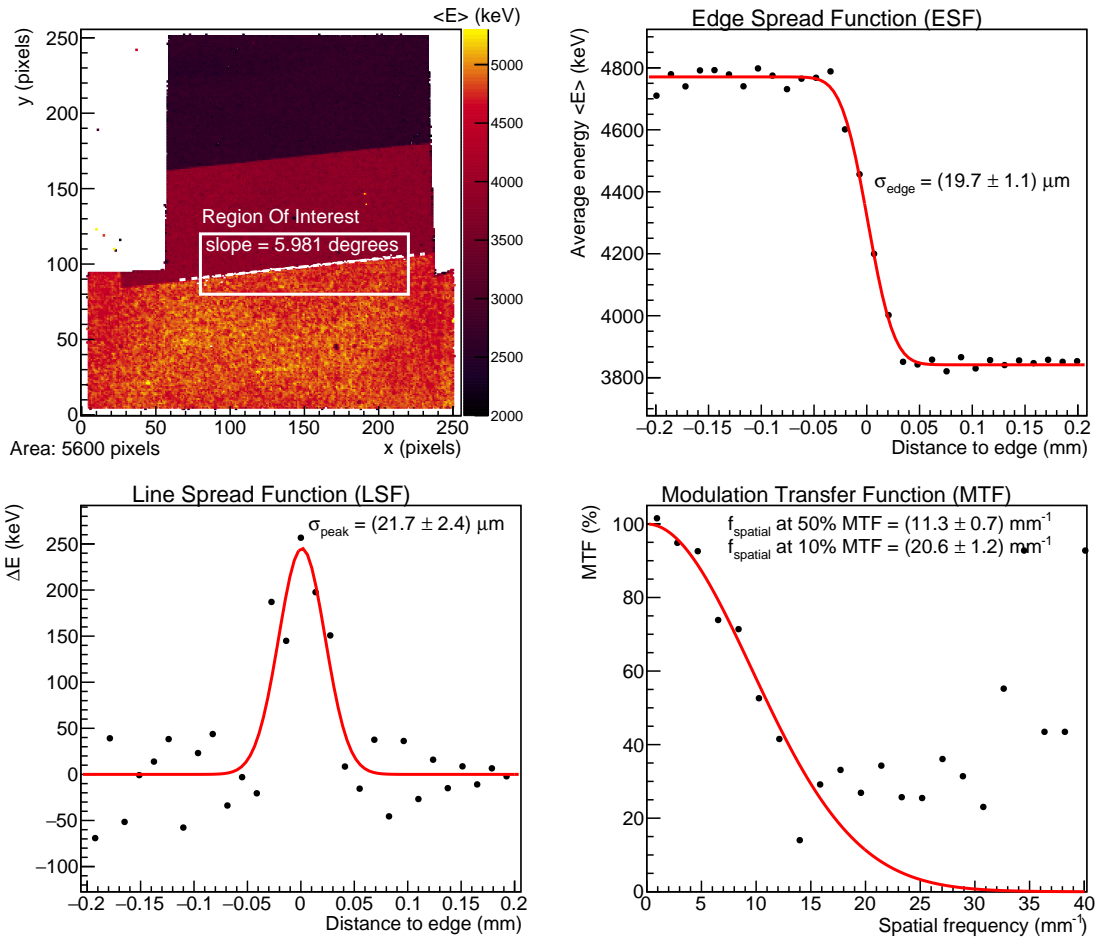 <E> (keV)
y (pixels)
250
200
150
100
50
0
5000
4500
4000
3500
3000
2500
2000
Region Of Interest
slope = 5.981 degrees
0 50 100 150 200 250
Area: 5600 pixels
x (pixels)
Edge Spread Function (ESF)
Average energy <E> (keV)
4800
4600
4400
4200
4000
3800
σedge = (19.7 ± 1.1) μm
−0.2 −0.15 −0.1 −0.05 0 0.05 0.1 0.15 0.2
Distance to edge (mm)
Line Spread Function (LSF)
ΔE (keV)
σpeak = (21.7 ± 2.4) μm
250
200
150
100
50
0
−50
−100
−0.2 −0.15 −0.1 −0.05 0 0.05 0.1 0.15 0.2
Distance to edge (mm)
Modulation Transfer Function (MTF)
MTF (%)
fspatial at 50% MTF = (11.3 ± 0.7) mm⁻¹
fspatial at 10% MTF = (20.6 ± 1.2) mm⁻¹
100
80
60
40
20
0
0 5 10 15 20 25 30 35 40
Spatial frequency (mm⁻¹)